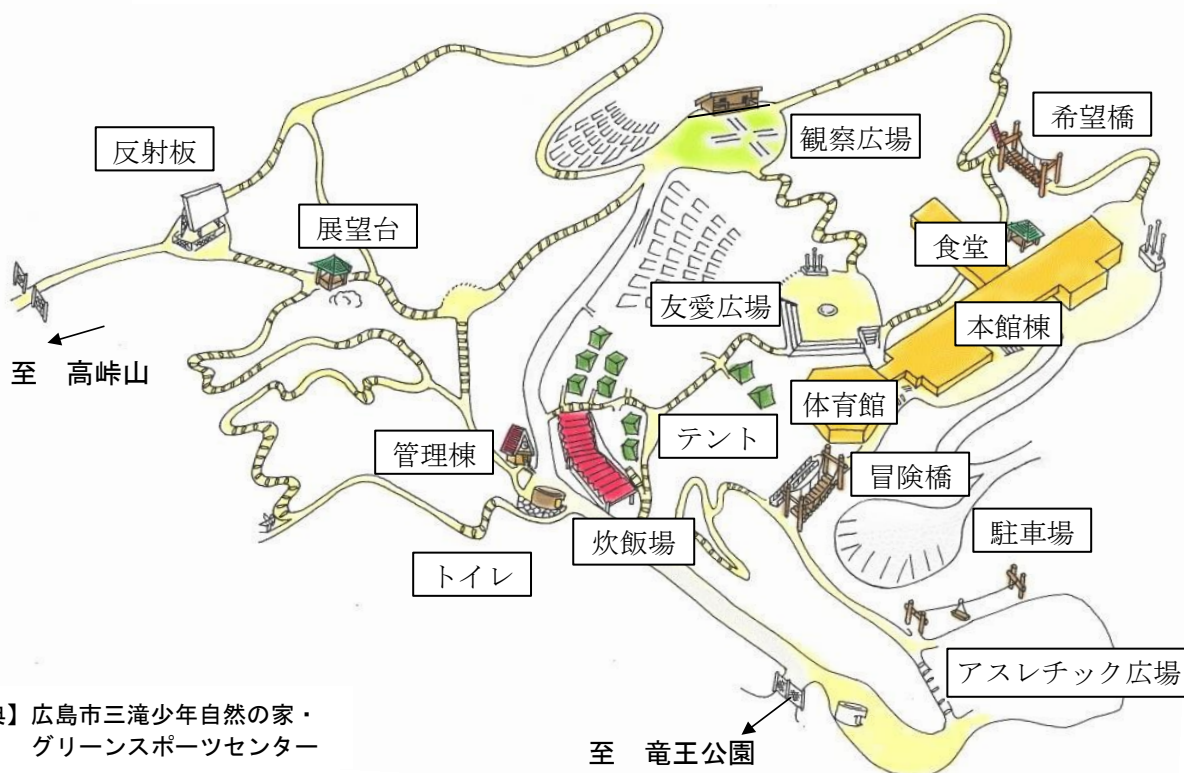 希望橋
反射板
観察広場
展望台
食堂
友愛広場
本館棟
至 高峠山
体育館
テント
管理棟
冒険橋
駐車場
炊飯場
トイレ
アスレチック広場
典】広島市三滝少年自然の家・
グリーンスポーツセンター
至 竜王公園